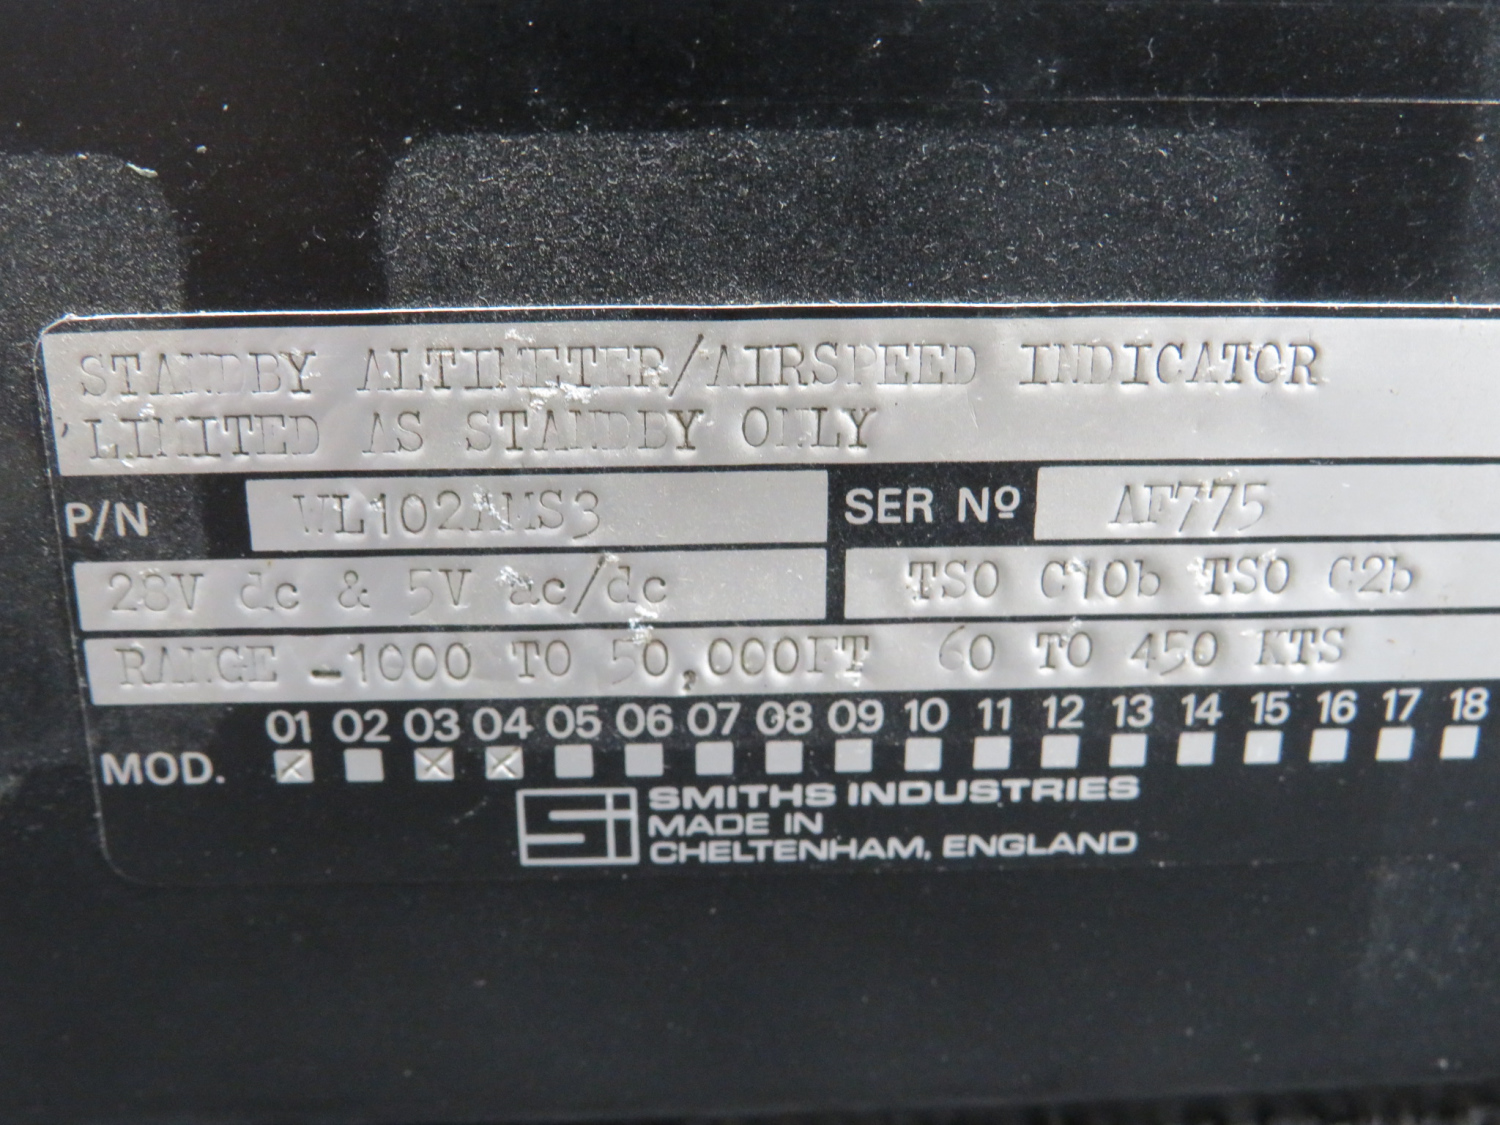 STANDBY ALTIMETER/AIRSPEED INDICATOR
'LIMITED AS STANDBY ONLY
P/N WL102AMS3 SER Nº AF775
28V dc & 5V ac/dc TSO C10b TSO C2b
RANGE -1000 TO 50,000FT 60 TO 450 KTS
01 02 03 04 05 06 07 08 09 10 11 12 13 14 15 16 17 18
MOD.
Si SMITHS INDUSTRIES
MADE IN
CHELTENHAM, ENGLAND